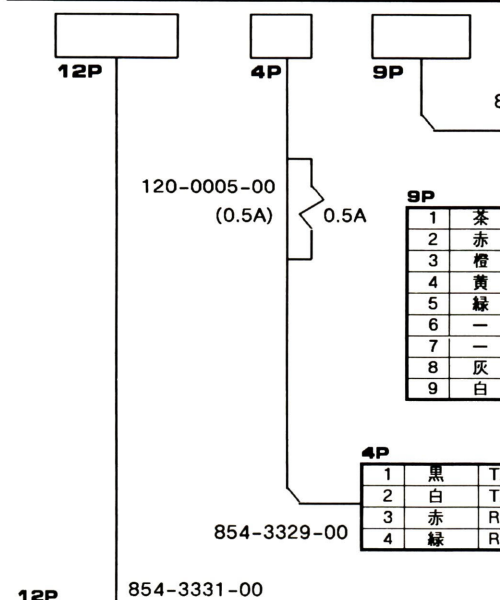 12P
4P
9P
8
120-0005-00
(0.5A)
0.5A
9P
1 茶
2 赤
3 橙
4 黄
5 緑
6 ー
7 ー
8 灰
9 白
4P
1 黒 T
2 白 T
3 赤 R
4 緑 R
854-3329-00
854-3331-00
12P